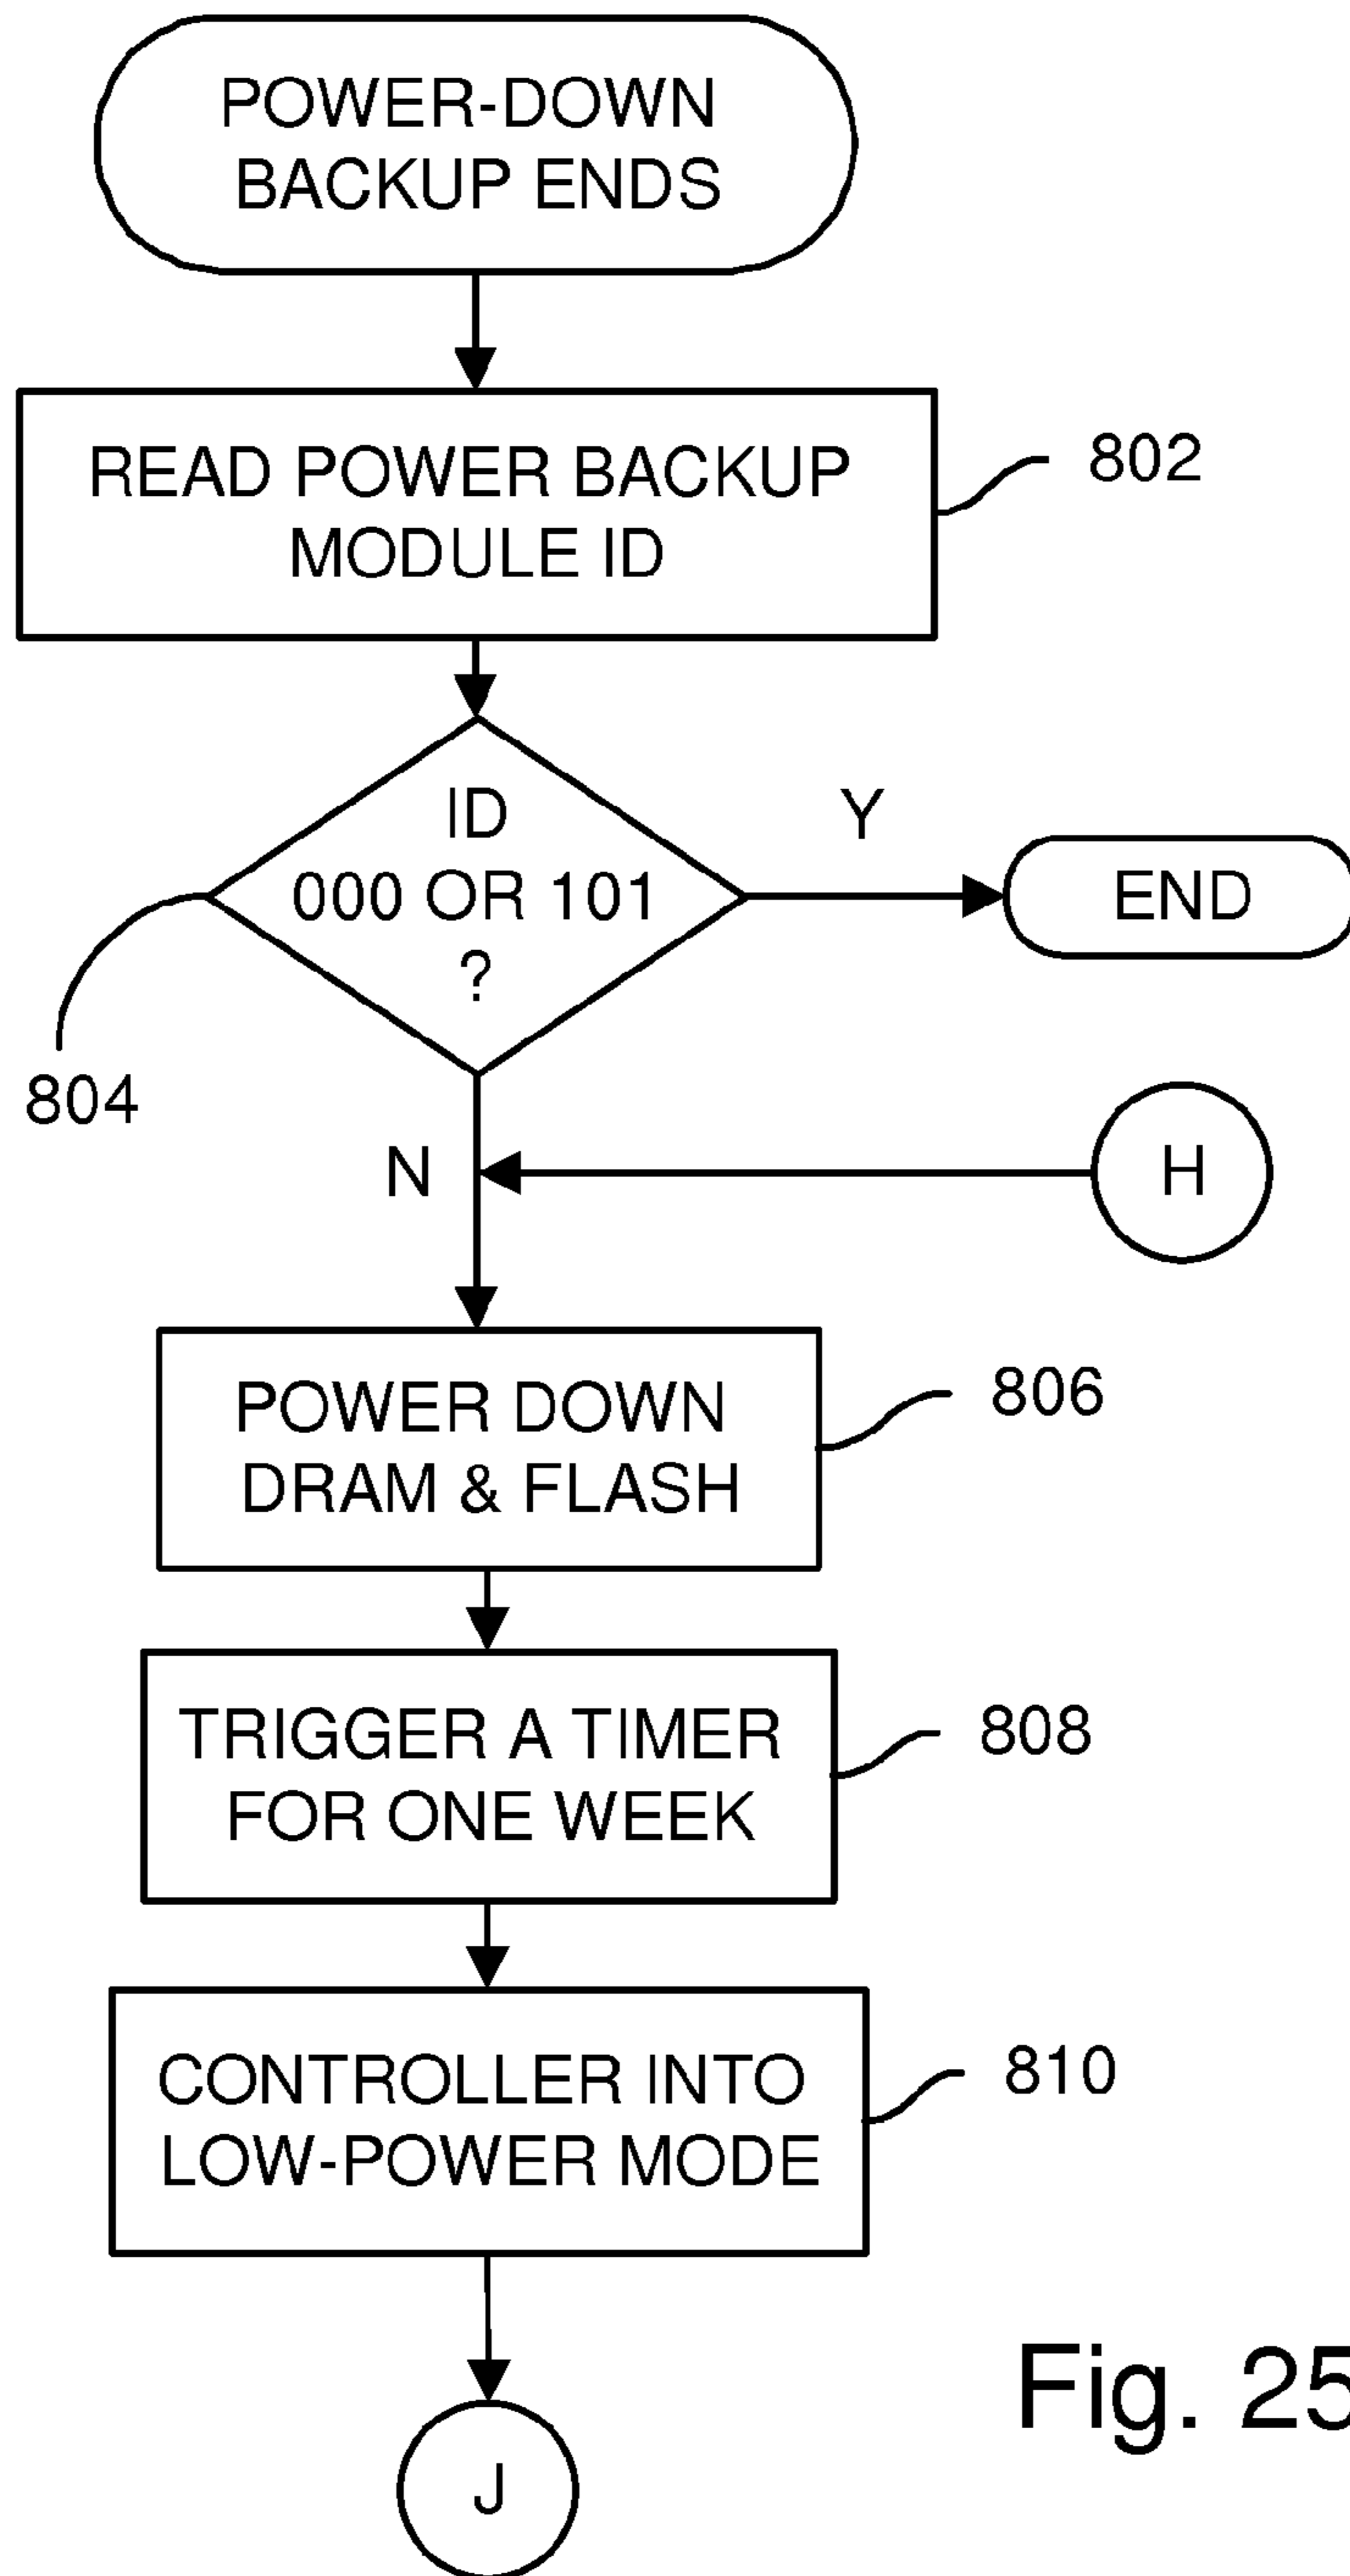 POWER-DOWN
BACKUP ENDS
READ POWER BACKUP
MODULE ID
802
ID
000 OR 101
?
Y
END
804
N
H
POWER DOWN
DRAM & FLASH
806
TRIGGER A TIMER
FOR ONE WEEK
808
CONTROLLER INTO
LOW-POWER MODE
810
J
Fig. 25